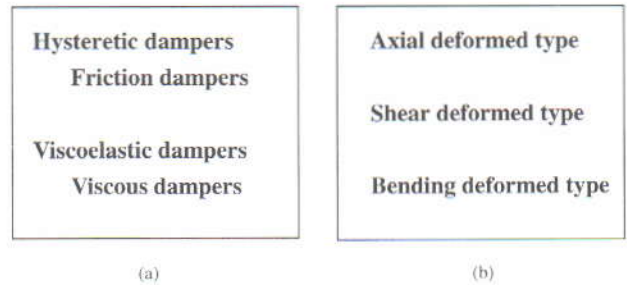 Hysteretic dampers
Friction dampers
Viscoelastic dampers
Viscous dampers
(a)
Axial deformed type
Shear deformed type
Bending deformed type
(b)